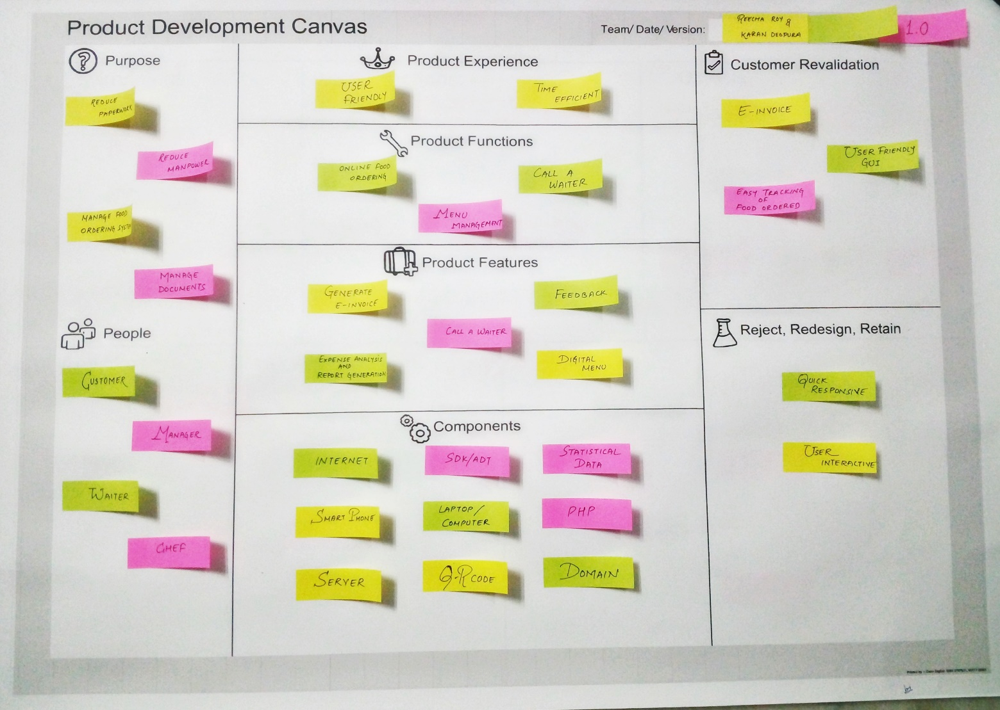 Product Development Canvas
Team/ Date/ Version:
REECHA ROY &
KARAN DEOPURA
1.0
Purpose
REDUCE
PAPERWORK
REDUCE
MANPOWER
MANAGE FOOD
ORDERING SYSTEM
MANAGE
DOCUMENTS
People
CUSTOMER
MANAGER
WAITER
CHEF
Product Experience
USER
FRIENDLY
TIME
EFFICIENT
Product Functions
ONLINE FOOD
ORDERING
CALL A
WAITER
MENU
MANAGEMENT
Product Features
GENERATE
E-INVOICE
FEEDBACK
CALL A WAITER
EXPENSE ANALYSIS
AND
REPORT GENERATION
DIGITAL
MENU
Components
INTERNET
SDK/ADT
STATISTICAL
DATA
SMART PHONE
LAPTOP/
COMPUTER
PHP
SERVER
Q-R CODE
DOMAIN
Customer Revalidation
E-INVOICE
USER FRIENDLY
GUI
EASY TRACKING
OF
FOOD ORDERED
Reject, Redesign, Retain
QUICK
RESPONSIVE
USER
INTERACTIVE